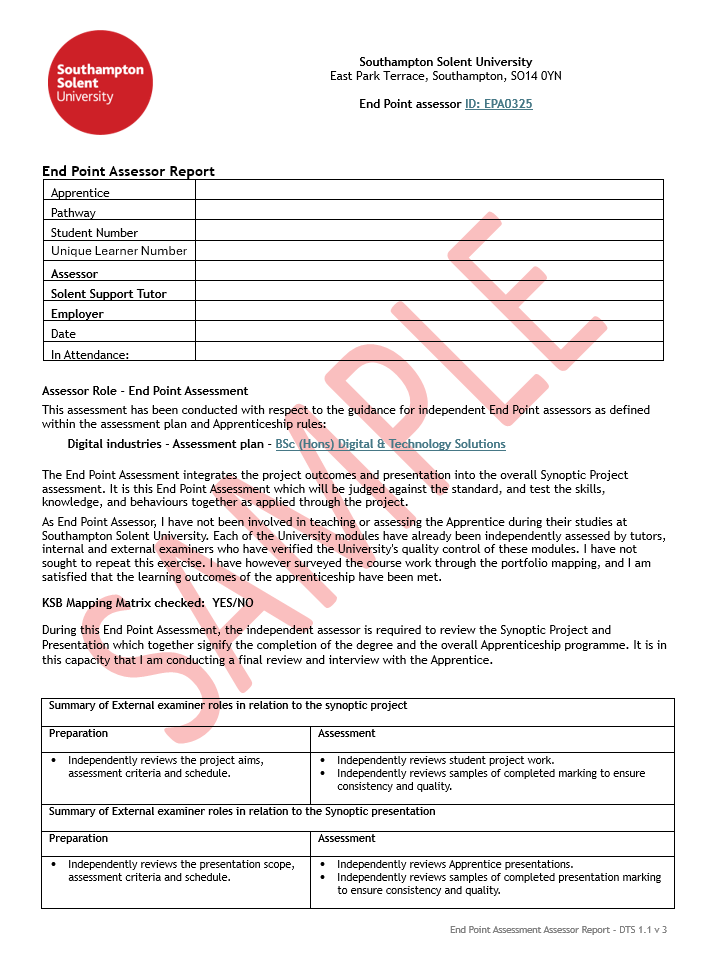 Southampton
Solent
University
Southampton Solent University
East Park Terrace, Southampton, SO14 0YN
End Point assessor ID: EPA0325
End Point Assessor Report
Apprentice
Pathway
Student Number
Unique Learner Number
Assessor
Solent Support Tutor
Employer
Date
In Attendance:
SAMPLE
Assessor Role – End Point Assessment
This assessment has been conducted with respect to the guidance for independent End Point assessors as defined
within the assessment plan and Apprenticeship rules:
Digital industries – Assessment plan – BSc (Hons) Digital & Technology Solutions
The End Point Assessment integrates the project outcomes and presentation into the overall Synoptic Project
assessment. It is this End Point Assessment which will be judged against the standard, and test the skills,
knowledge, and behaviours together as applied through the project.
As End Point Assessor, I have not been involved in teaching or assessing the Apprentice during their studies at
Southampton Solent University. Each of the University modules have already been independently assessed by tutors,
internal and external examiners who have verified the University's quality control of these modules. I have not
sought to repeat this exercise. I have however surveyed the course work through the portfolio mapping, and I am
satisfied that the learning outcomes of the apprenticeship have been met.
KSB Mapping Matrix checked: YES/NO
During this End Point Assessment, the independent assessor is required to review the Synoptic Project and
Presentation which together signify the completion of the degree and the overall Apprenticeship programme. It is in
this capacity that I am conducting a final review and interview with the Apprentice.
Summary of External examiner roles in relation to the synoptic project
Preparation
Assessment
• Independently reviews the project aims,
assessment criteria and schedule.
• Independently reviews student project work.
• Independently reviews samples of completed marking to ensure
consistency and quality.
Summary of External examiner roles in relation to the Synoptic presentation
Preparation
Assessment
• Independently reviews the presentation scope,
assessment criteria and schedule.
• Independently reviews Apprentice presentations.
• Independently reviews samples of completed presentation marking
to ensure consistency and quality.
End Point Assessment Assessor Report – DTS 1.1 v 3